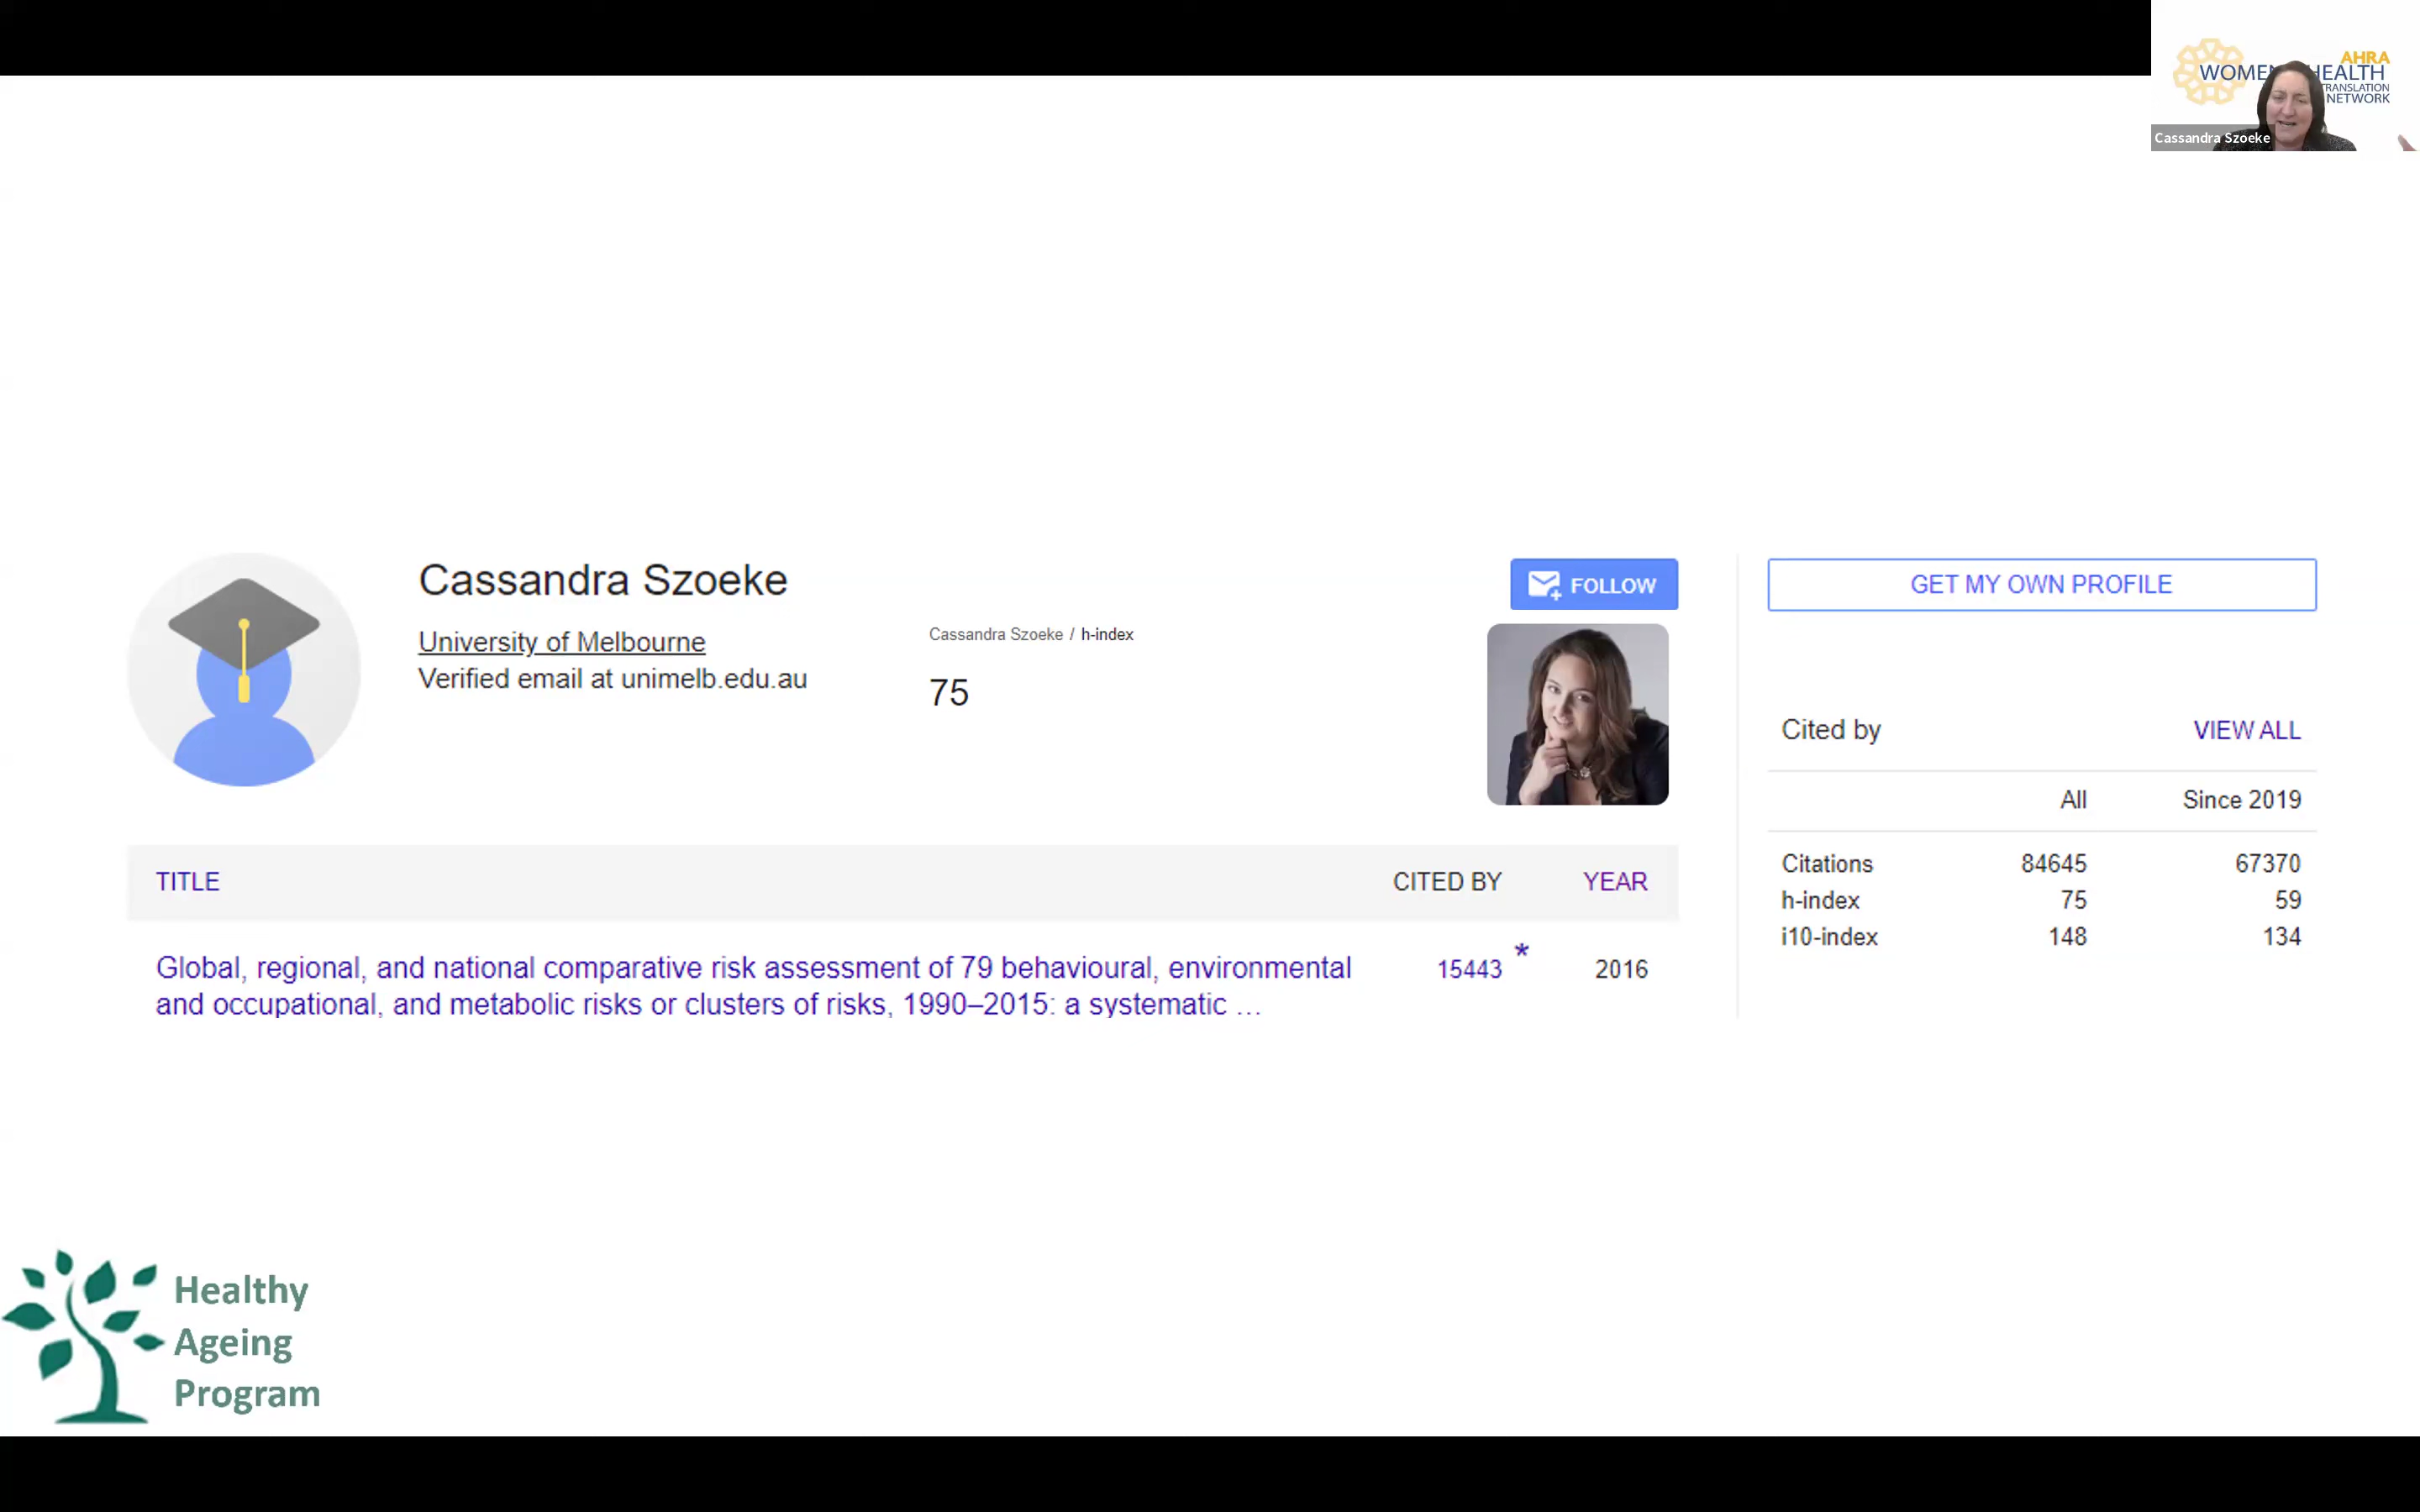 AHRA
WOMEN HEALTH
TRANSLATION
NETWORK
Cassandra Szoeke
Cassandra Szoeke
FOLLOW
GET MY OWN PROFILE
University of Melbourne
Verified email at unimelb.edu.au
Cassandra Szoeke / h-index
75
Cited by VIEW ALL
All Since 2019
Citations 84645 67370
h-index 75 59
i10-index 148 134
TITLE CITED BY YEAR
Global, regional, and national comparative risk assessment of 79 behavioural, environmental 15443 * 2016
and occupational, and metabolic risks or clusters of risks, 1990–2015: a systematic ...
Healthy
Ageing
Program